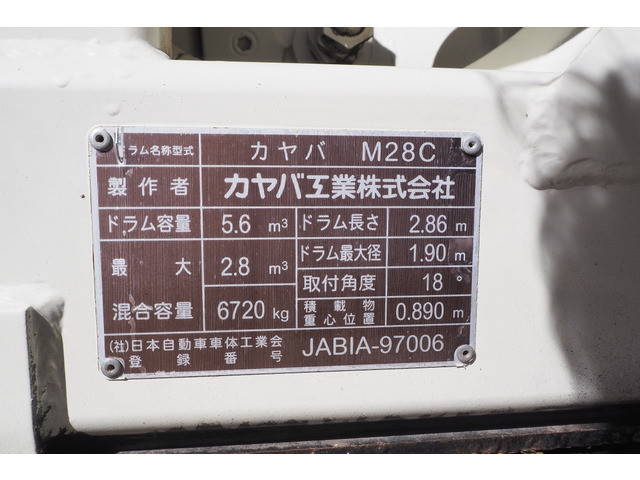 ドラム名称型式 カヤバ M28C
製作者 カヤバ工業株式会社
ドラム容量 5.6 m³ ドラム長さ 2.86 m
最大 2.8 m³ ドラム最大径 1.90 m
混合容量 6720 kg 取付角度 18 °
積載物重心位置 0.890 m
(社)日本自動車車体工業会
登録番号 JABIA-97006